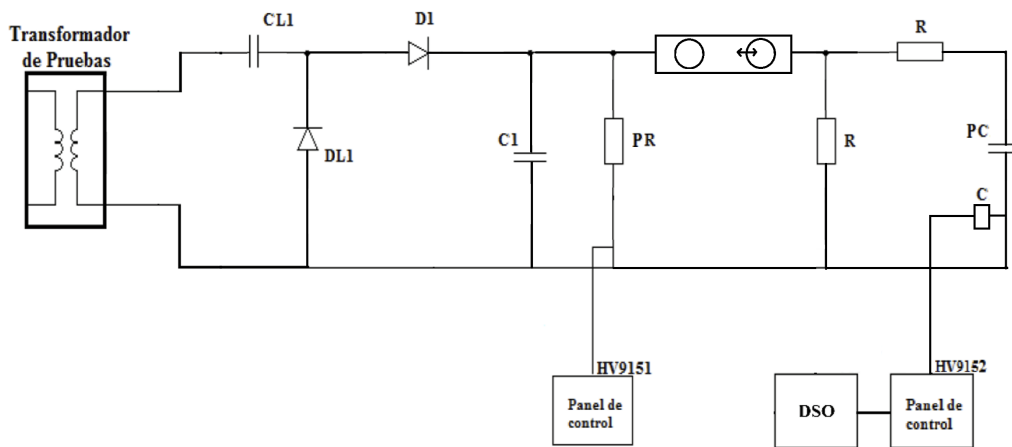 Transformador
de Pruebas
CL1
D1
DL1
C1
PR
R
R
PC
C
HV9151
Panel de
control
DSO
HV9152
Panel de
control